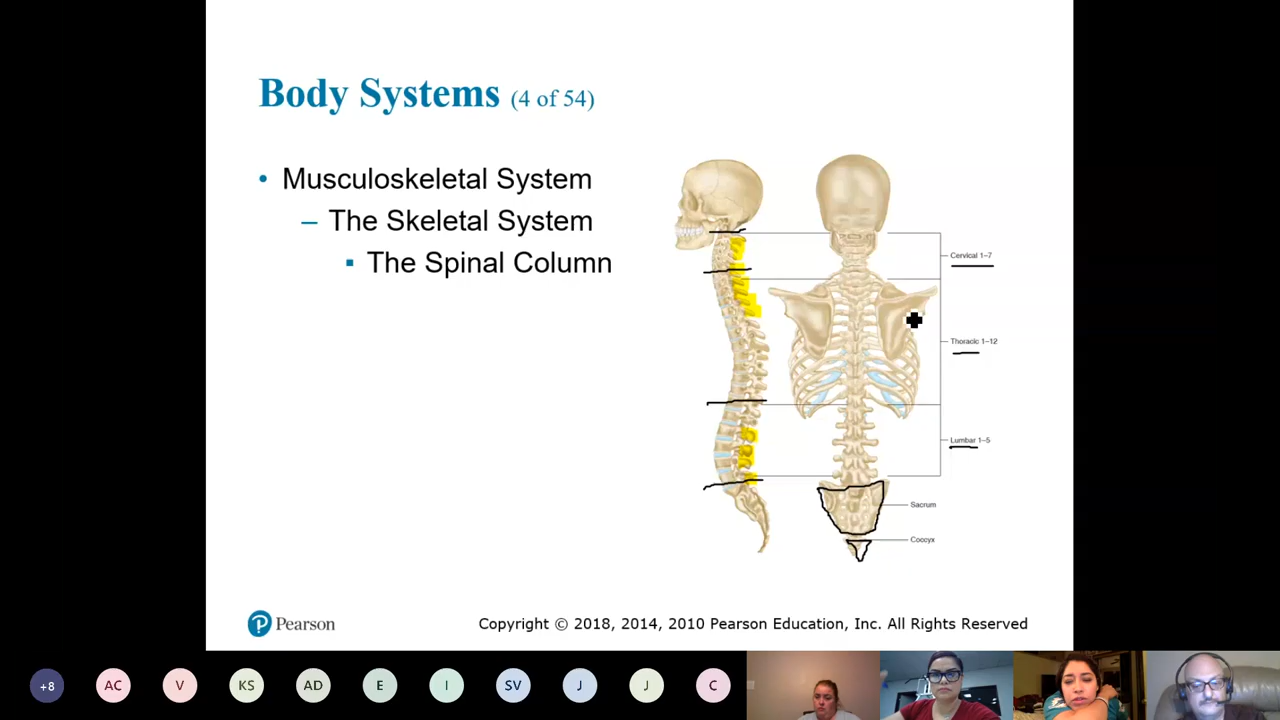 Body Systems (4 of 54)
• Musculoskeletal System
– The Skeletal System
▪ The Spinal Column
Cervical 1–7
Thoracic 1–12
Lumbar 1–5
Sacrum
Coccyx
Pearson
Copyright © 2018, 2014, 2010 Pearson Education, Inc. All Rights Reserved
+8 AC V KS AD E I SV J J C